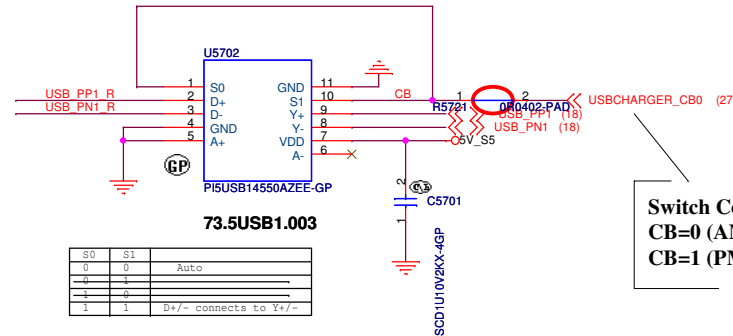 U5702
1 S0 GND 11
2 D+ S1 10 CB
3 D- Y+ 9
4 GND Y- 8
5 A+ VDD 7
A- 6
USB_PP1_R
USB_PN1_R
1 2
R5721 0R0402-PAD
USBCHARGER_CB0 (27
USB_PP1 (18)
USB_PN1 (18)
5V_S5
GP
PI5USB14550AZEE-GP
73.5USB1.003
2
C5701
1
SCD1U10V2KX-4GP
Switch Co
CB=0 (AM
CB=1 (PM
S0 S1
0 0 Auto
0 1
1 0
1 1 D+/- connects to Y+/-